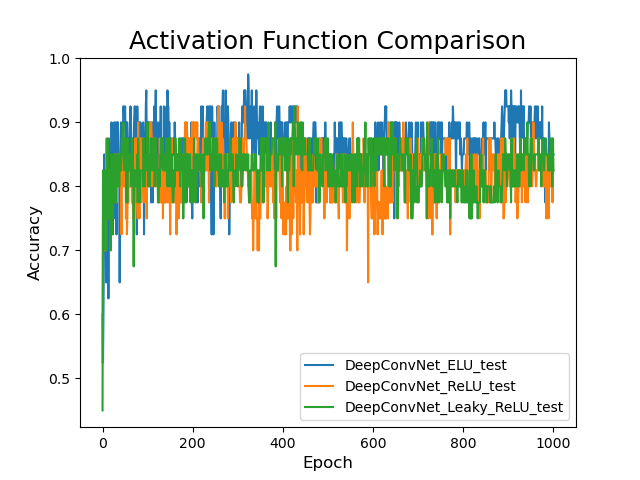 Activation Function Comparison
1.0
0.9
0.8
0.7
0.6
0.5
Accuracy
DeepConvNet_ELU_test
DeepConvNet_ReLU_test
DeepConvNet_Leaky_ReLU_test
0 200 400 600 800 1000
Epoch